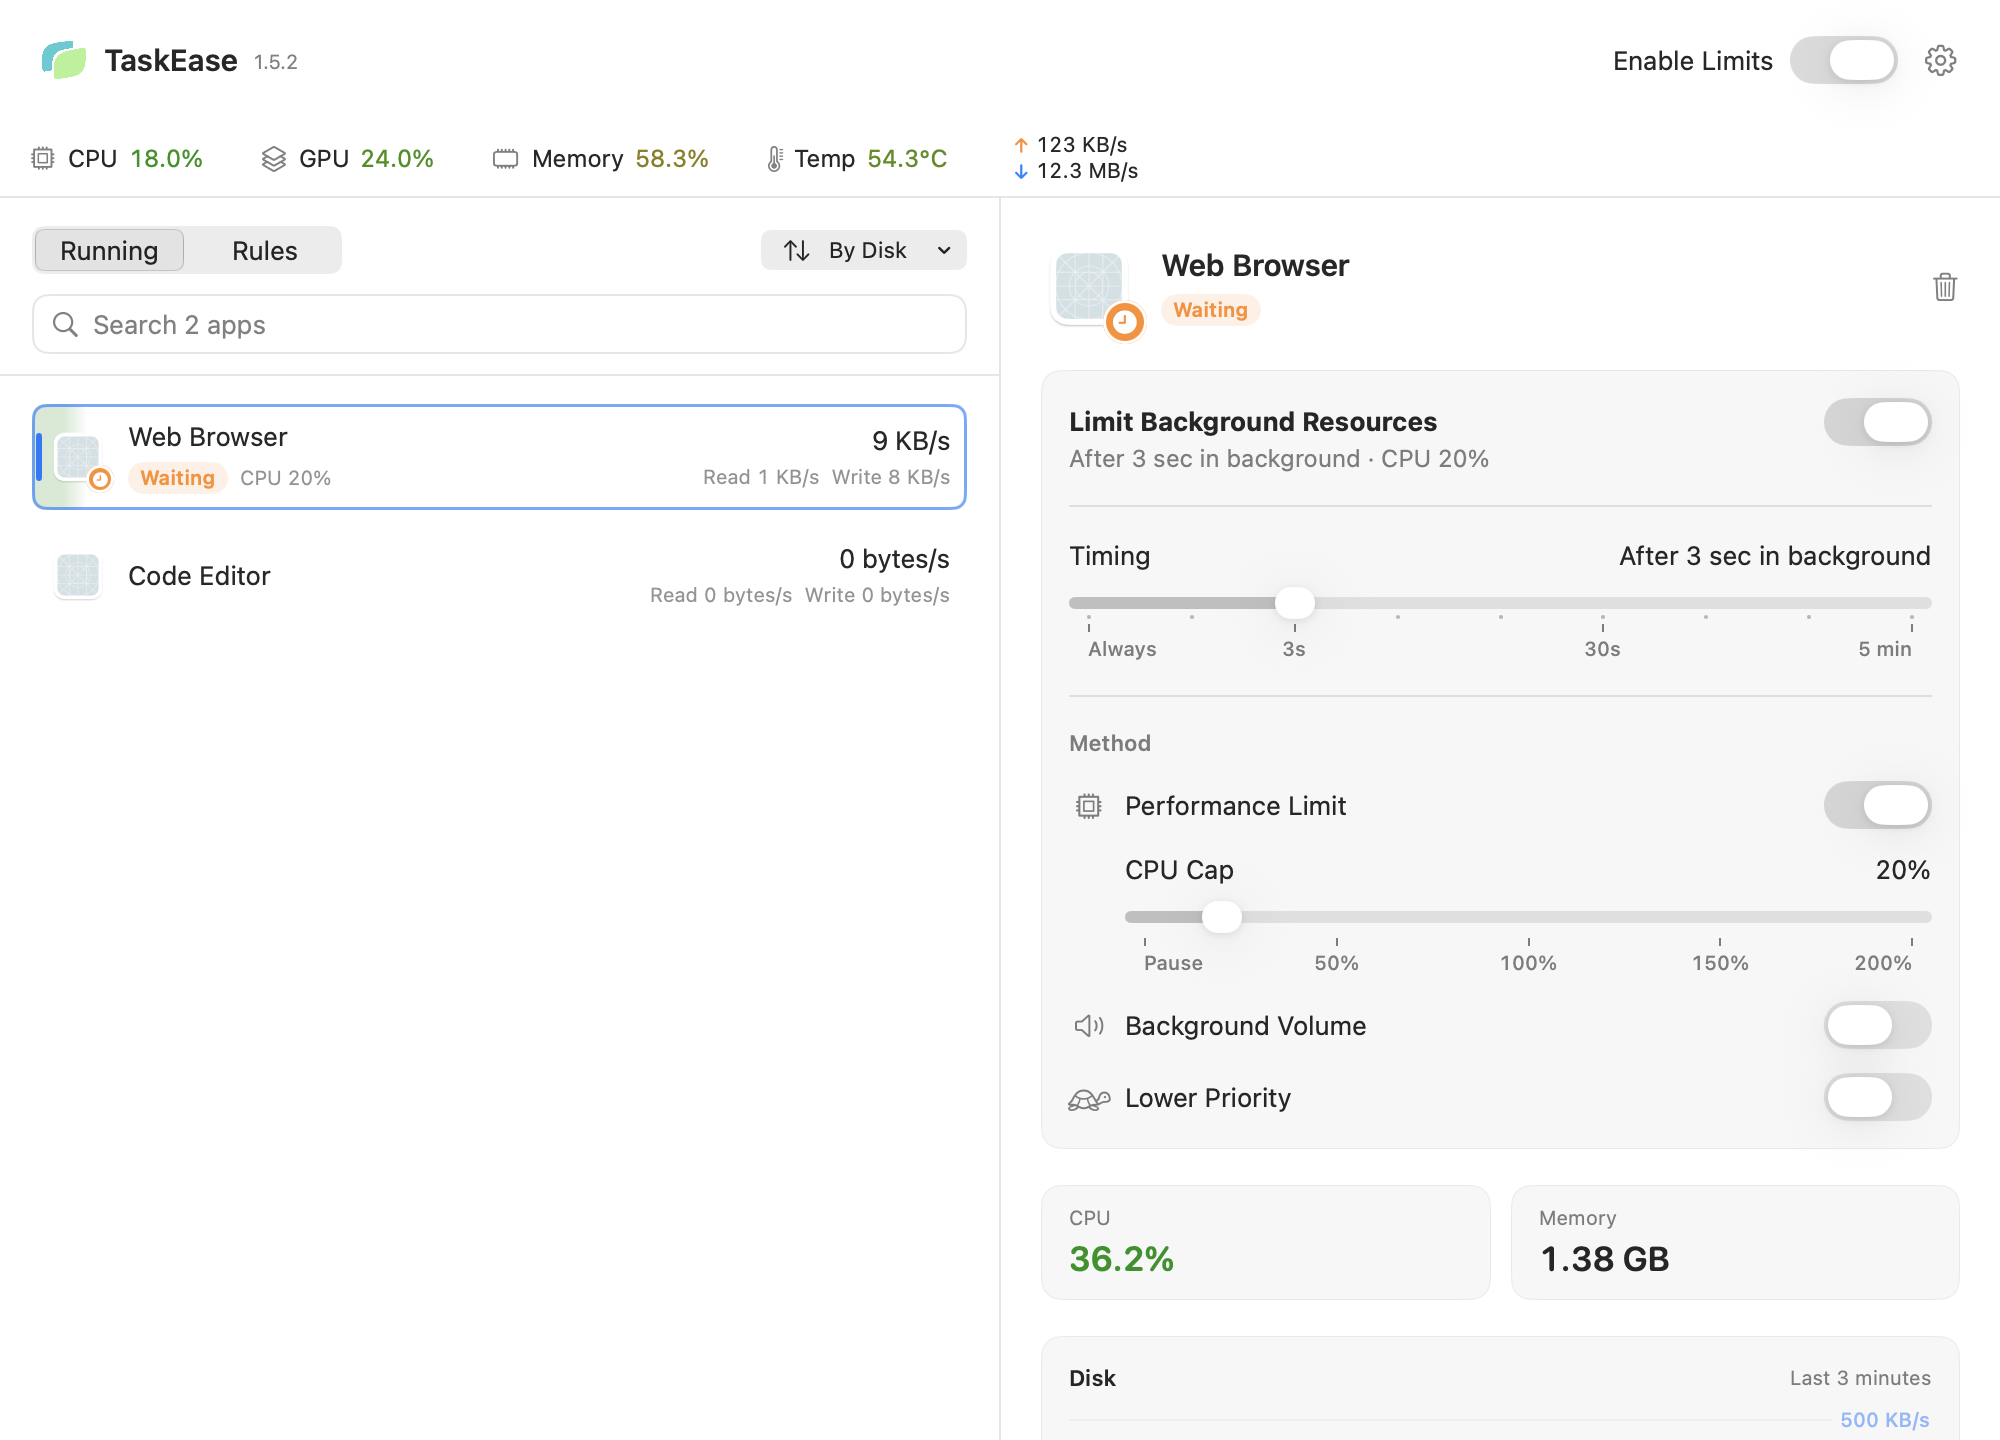 TaskEase 1.5.2
Enable Limits
CPU 18.0%
GPU 24.0%
Memory 58.3%
Temp 54.3°C
↑ 123 KB/s
↓ 12.3 MB/s
Running
Rules
By Disk
Search 2 apps
Web Browser
Waiting CPU 20%
9 KB/s
Read 1 KB/s Write 8 KB/s
Code Editor
0 bytes/s
Read 0 bytes/s Write 0 bytes/s
Web Browser
Waiting
Limit Background Resources
After 3 sec in background · CPU 20%
Timing
After 3 sec in background
Always 3s 30s 5 min
Method
Performance Limit
CPU Cap 20%
Pause 50% 100% 150% 200%
Background Volume
Lower Priority
CPU
36.2%
Memory
1.38 GB
Disk
Last 3 minutes
500 KB/s